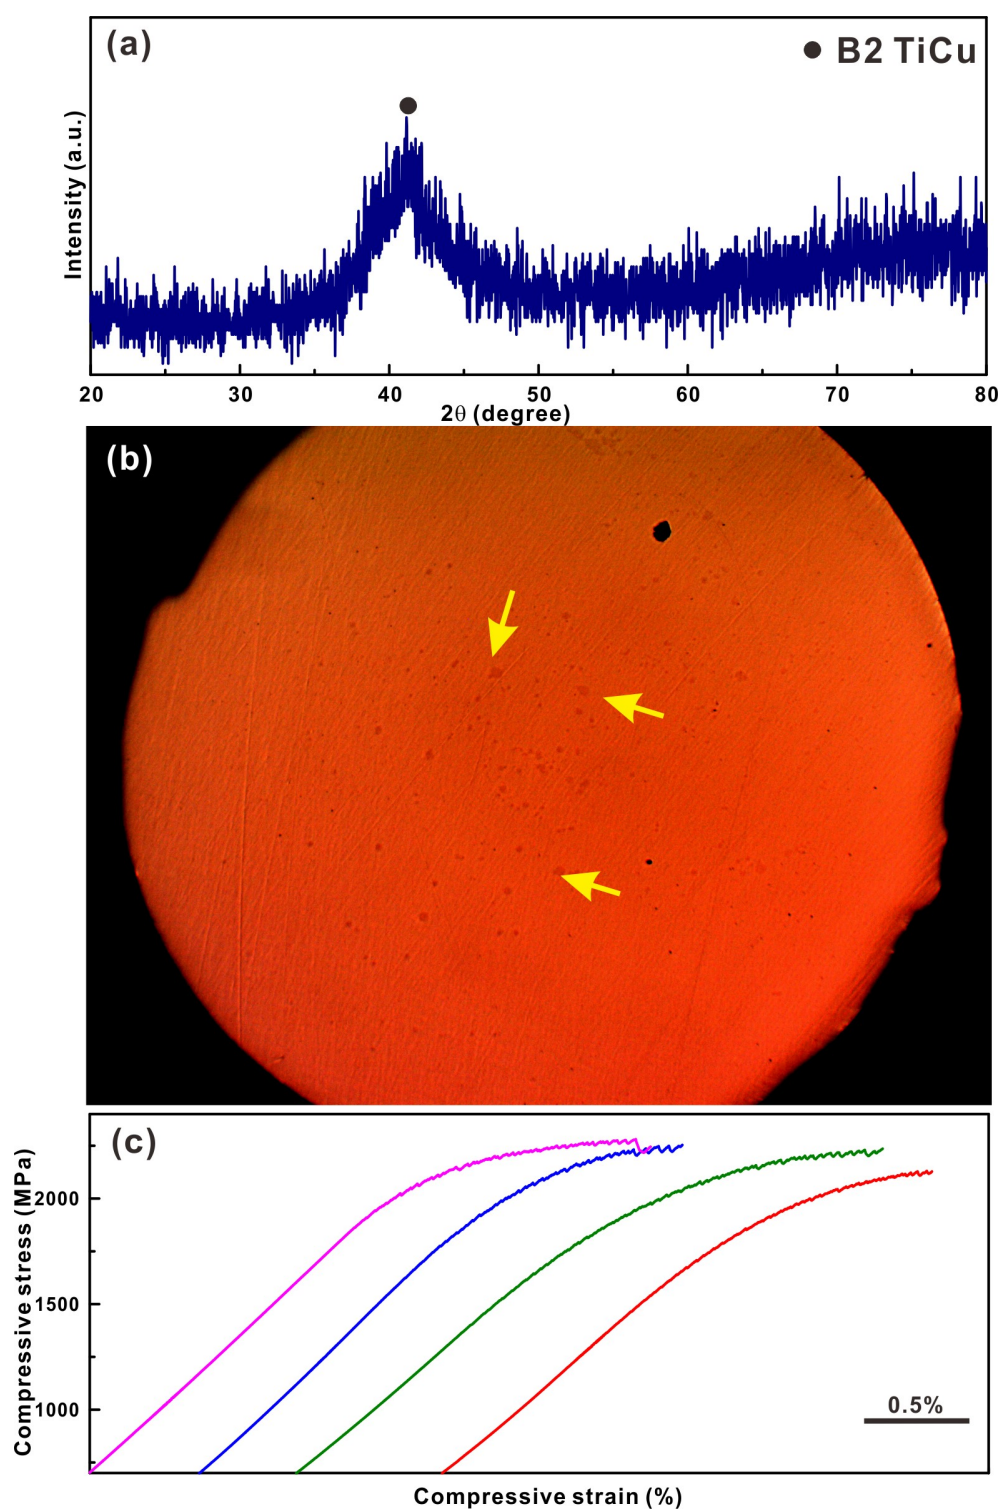 (a)
● B2 TiCu
Intensity (a.u.)
20 30 40 50 60 70 80
2θ (degree)
(b)
(c)
Compressive stress (MPa)
2000
1500
1000
0.5%
Compressive strain (%)